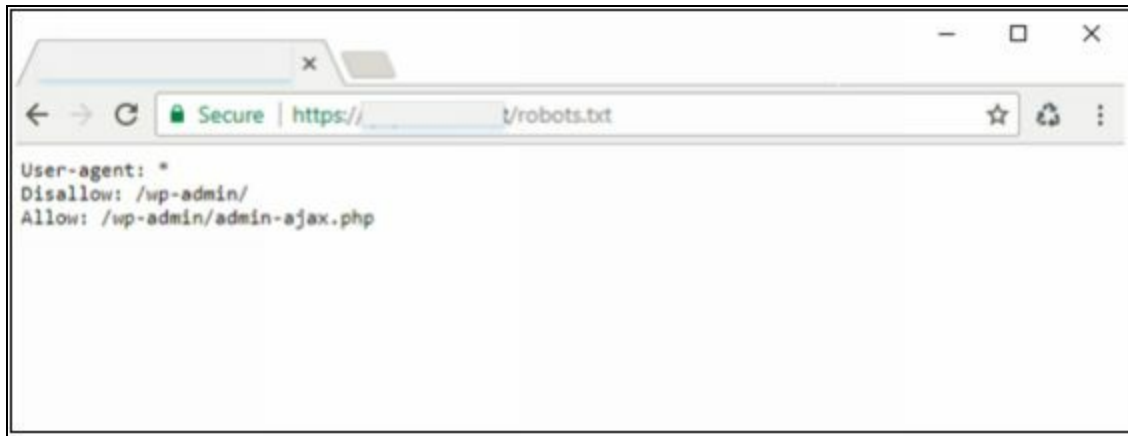 Secure | https:// t/robots.txt
User-agent: *
Disallow: /wp-admin/
Allow: /wp-admin/admin-ajax.php